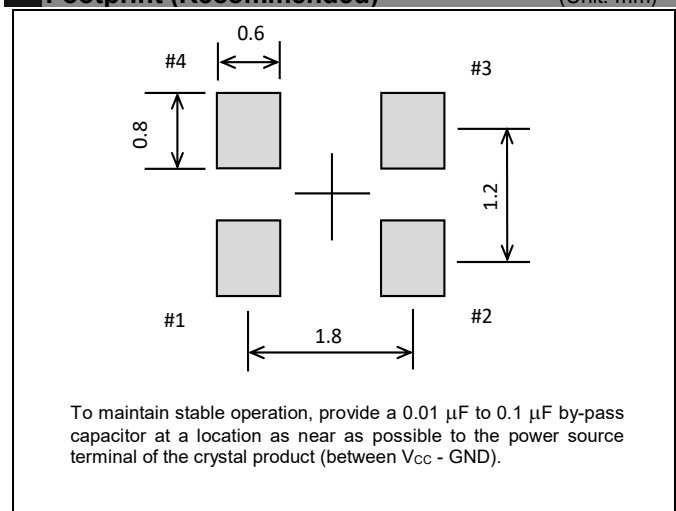 Footprint (Recommended) (Unit: mm)
0.6
#4
#3
0.8
1.2
#1
#2
1.8
To maintain stable operation, provide a 0.01 μF to 0.1 μF by-pass
capacitor at a location as near as possible to the power source
terminal of the crystal product (between VCC - GND).